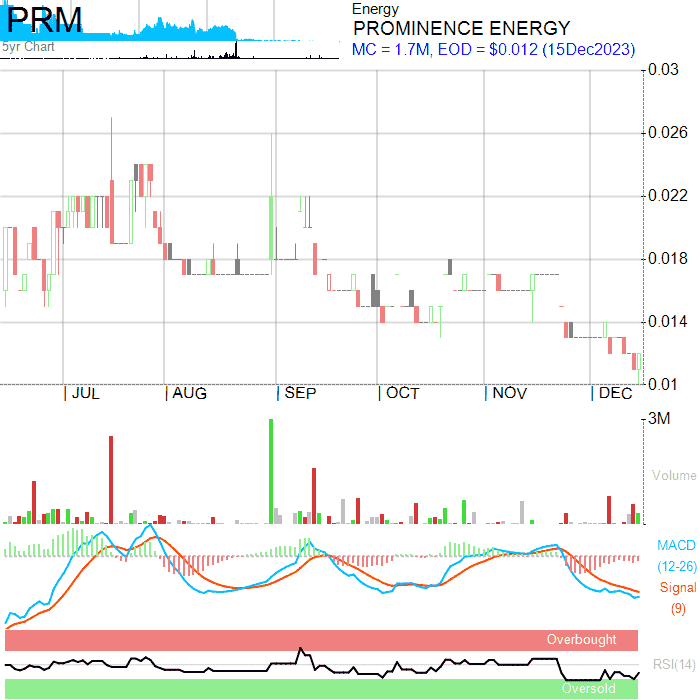 PRM
5yr Chart
Energy
PROMINENCE ENERGY
MC = 1.7M, EOD = $0.012 (15Dec2023)
0.03
0.026
0.022
0.018
0.014
0.01
JUL AUG SEP OCT NOV DEC
3M
Volume
MACD
(12-26)
Signal
(9)
Overbought
RSI(14)
Oversold